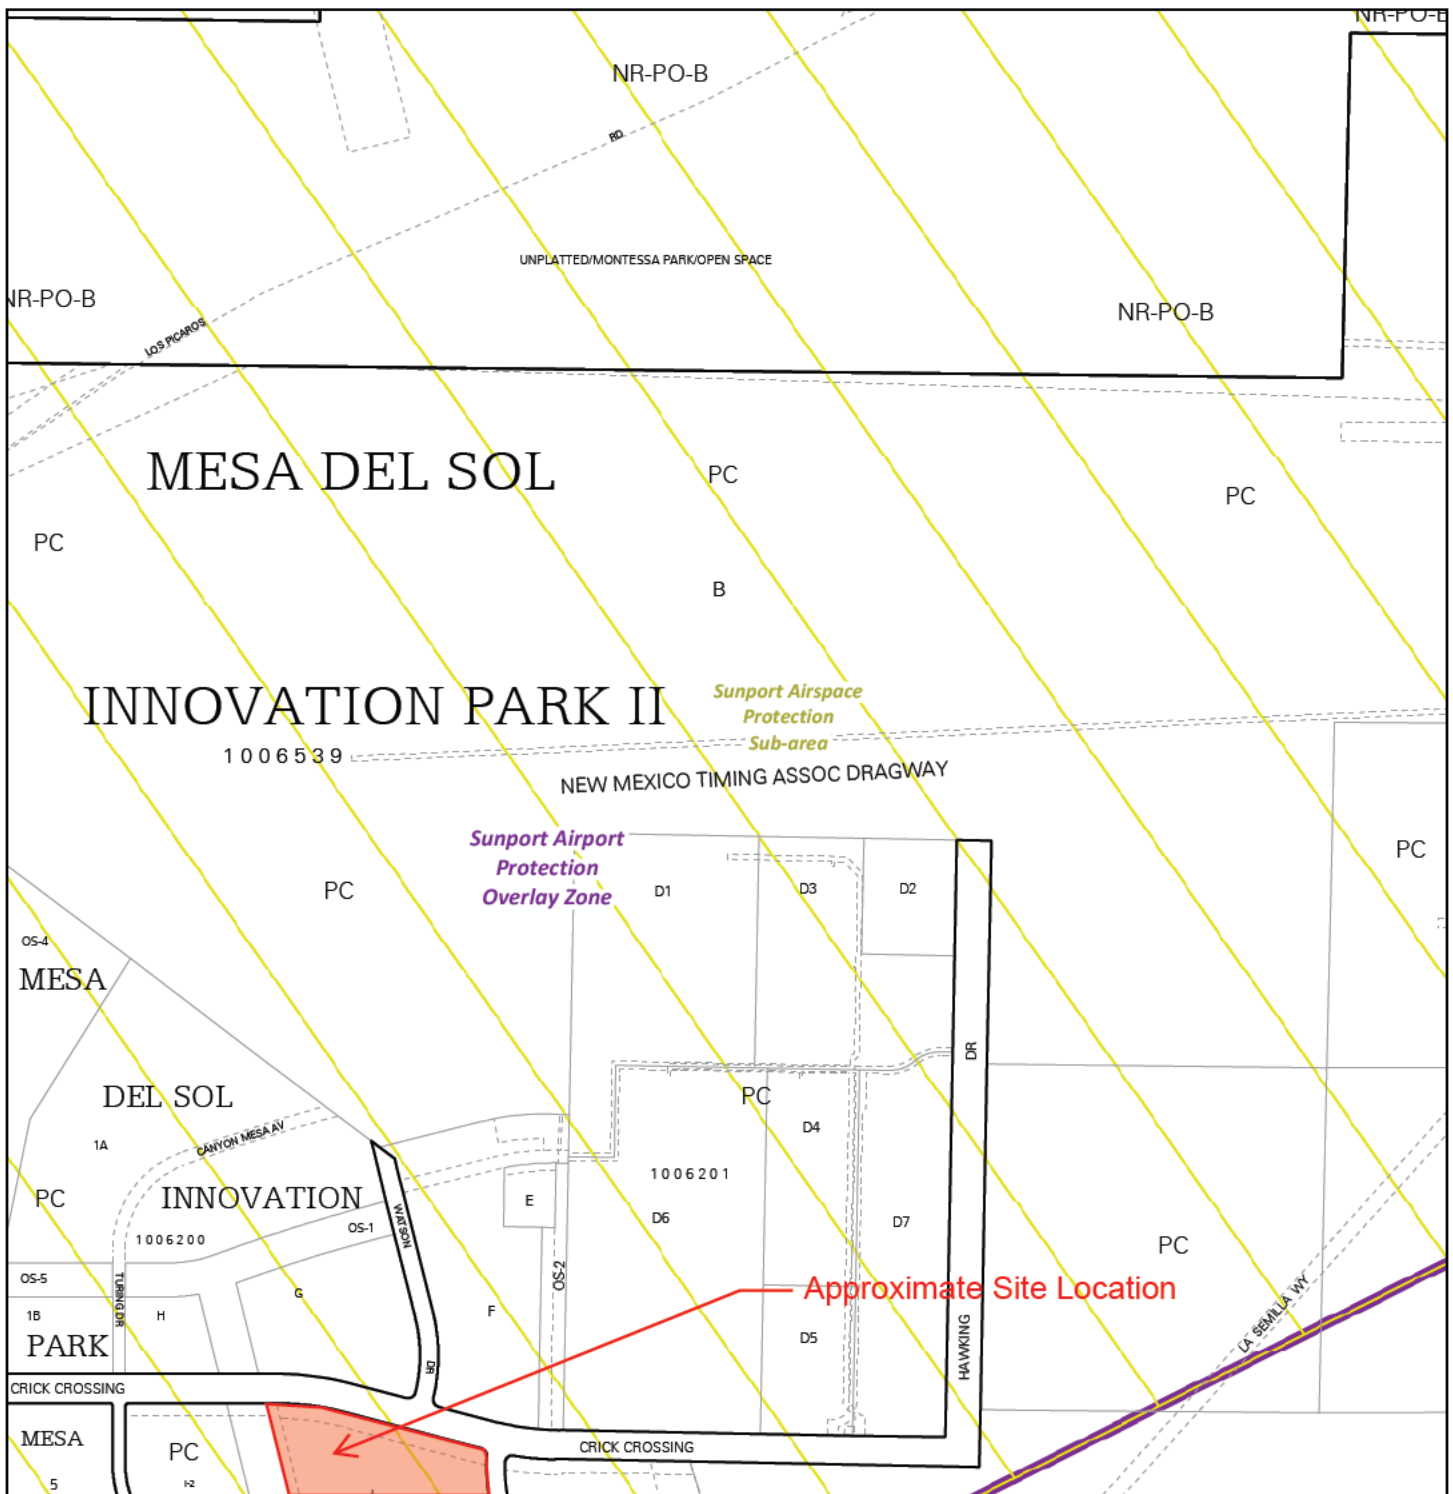 NR-PO-B
NR-PO-B
RD
UNPLATTED/MONTESSA PARK/OPEN SPACE
NR-PO-B
NR-PO-B
LOS PICAROS
MESA DEL SOL
PC
PC
PC
B
INNOVATION PARK II
1006539
Sunport Airspace
Protection
Sub-area
NEW MEXICO TIMING ASSOC DRAGWAY
Sunport Airport
Protection
Overlay Zone
PC
PC
D1
D3
D2
OS-4
MESA
DR
DEL SOL
PC
CANYON MESA AV
1A
D4
1006201
PC
INNOVATION
E
D6
D7
WATSON
OS-1
1006200
PC
OS-5
TURING DR
G
OS-2
Approximate Site Location
1B
H
F
LA SEMILLA WY
D5
PARK
HAWKING
DR
CRICK CROSSING
MESA
PC
CRICK CROSSING
5
I-2